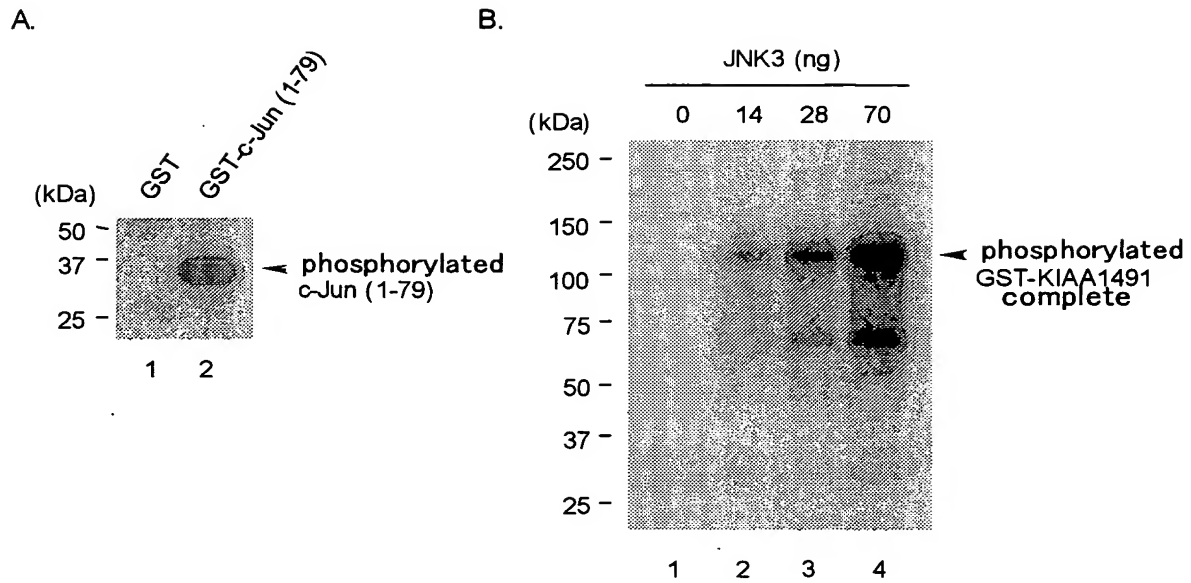 A.
(kDa)
GST
GST-c-Jun (1-79)
50
37
25
phosphorylated
c-Jun (1-79)
1 2
B.
JNK3 (ng)
0 14 28 70
(kDa)
250
150
100
75
50
37
25
phosphorylated
GST-KIAA1491
complete
1 2 3 4